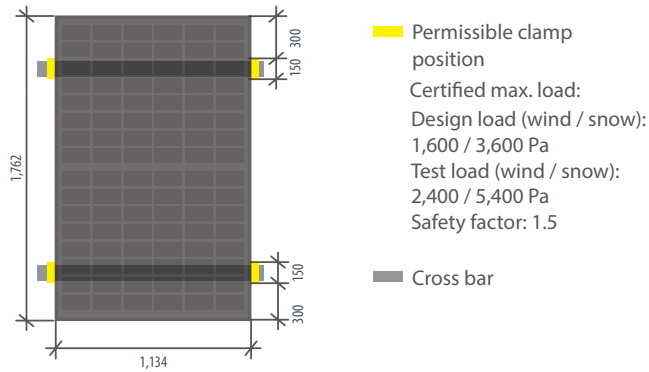 300
150
1,762
150
300
1,134
Permissible clamp
position
Certified max. load:
Design load (wind / snow):
1,600 / 3,600 Pa
Test load (wind / snow):
2,400 / 5,400 Pa
Safety factor: 1.5
Cross bar